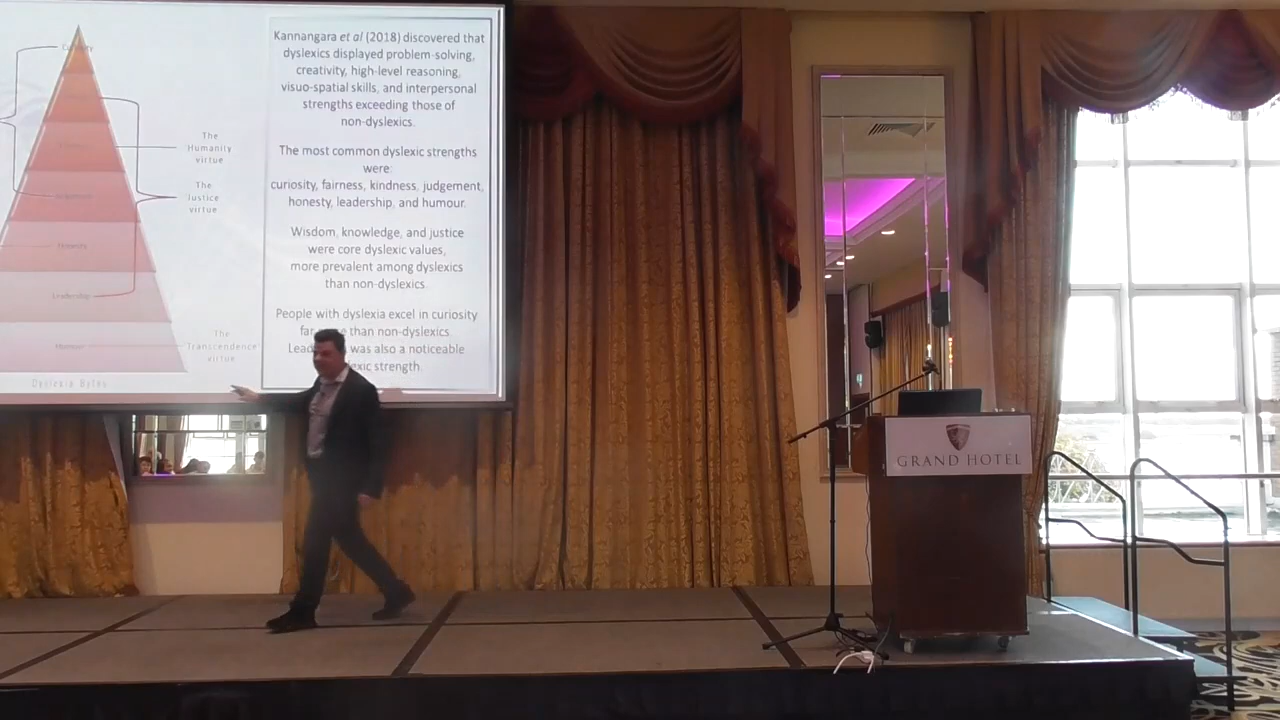 Kannangara et al (2018) discovered that
dyslexics displayed problem-solving,
creativity, high-level reasoning,
visuo-spatial skills, and interpersonal
strengths exceeding those of
non-dyslexics.
The most common dyslexic strengths
were:
curiosity, fairness, kindness, judgement,
honesty, leadership, and humour.
Wisdom, knowledge, and justice
were core dyslexic values,
more prevalent among dyslexics
than non-dyslexics.
People with dyslexia excel in curiosity
than non-dyslexics.
was also a noticeable
strength.
The
Humanity
virtue
The
Justice
virtue
Honesty
Leadership
Humour
The
Transcendence
virtue
Dyslexia Bytes
GRAND HOTEL